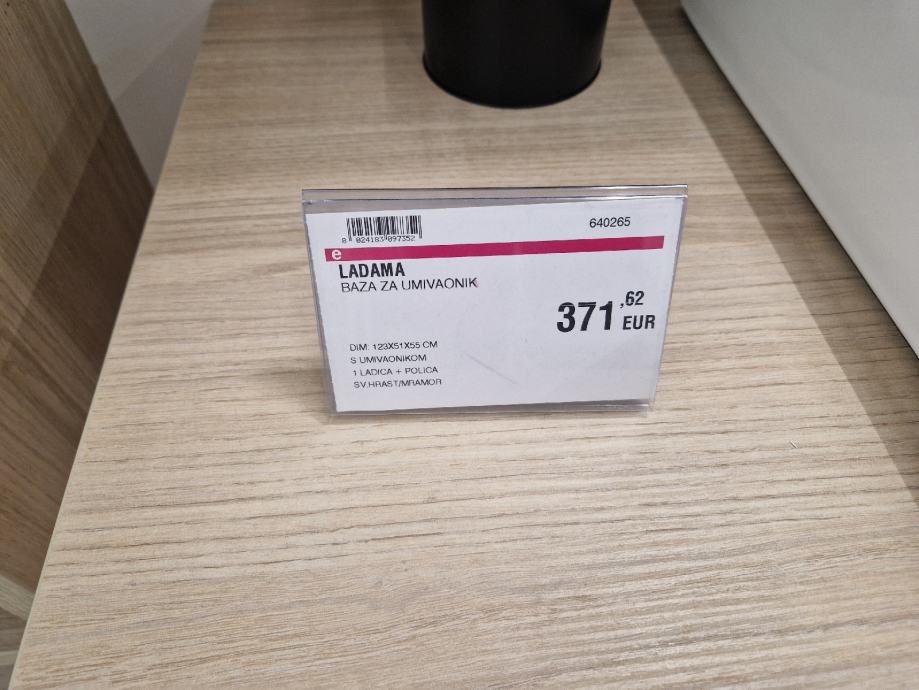 640265
8 024183 097352
e
LADAMA
BAZA ZA UMIVAONIK
371,62 EUR
DIM: 123X51X55 CM
S UMIVAONIKOM
1 LADICA + POLICA
SV.HRAST/MRAMOR